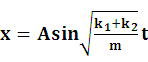 x = Asin√((k₁+k₂)/m) t